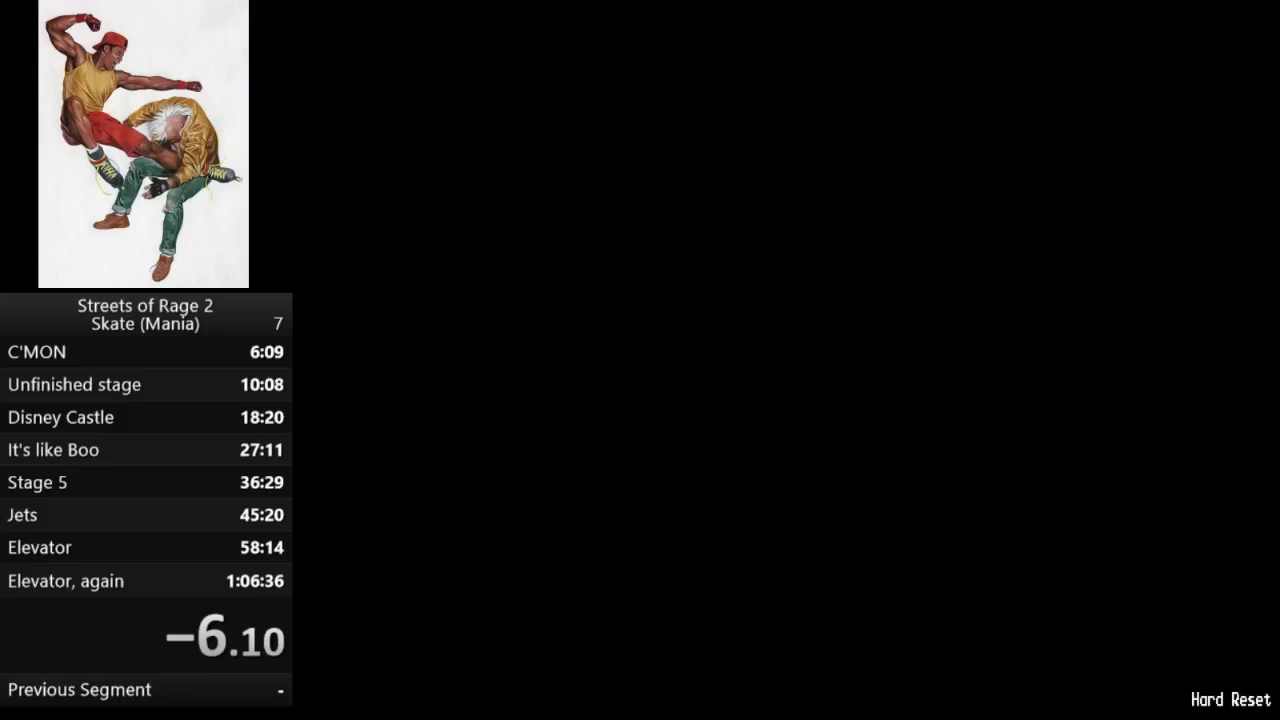 Streets of Rage 2
Skate (Mania) 7
C'MON 6:09
Unfinished stage 10:08
Disney Castle 18:20
It's like Boo 27:11
Stage 5 36:29
Jets 45:20
Elevator 58:14
Elevator, again 1:06:36
−6.10
Previous Segment -
Hard Reset